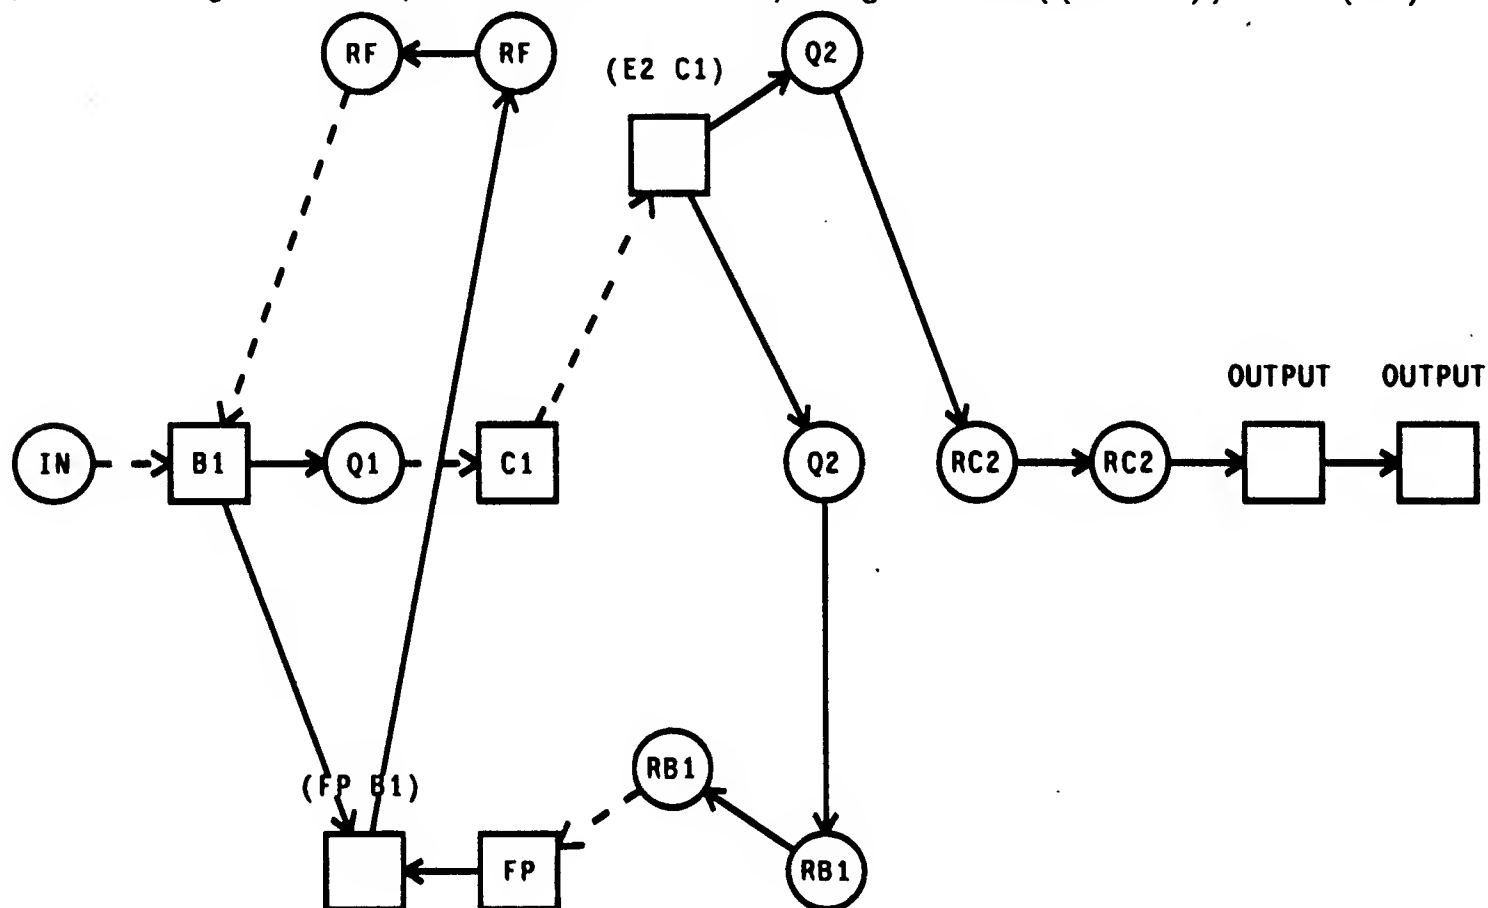 RF
RF
(E2 C1)
Q2
OUTPUT
OUTPUT
IN
B1
Q1
C1
Q2
RC2
RC2
(FP B1)
RB1
FP
RB1